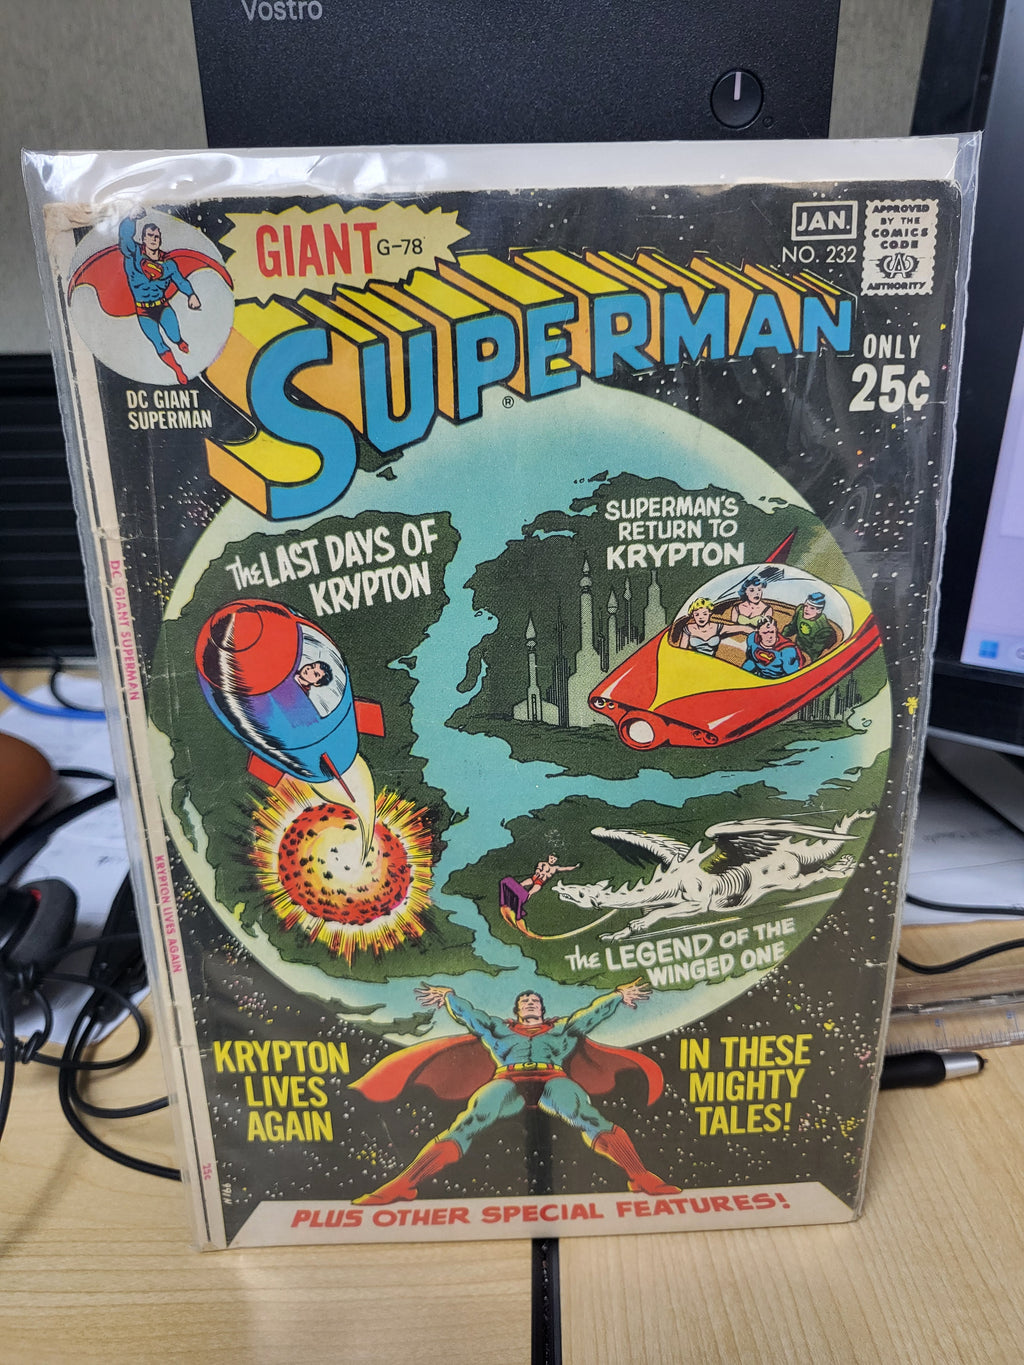 Vostro
GIANT G-78
JAN.
NO. 232
APPROVED
BY THE
COMICS
CODE
CA
AUTHORITY
SUPERMAN
®
DC GIANT
SUPERMAN
ONLY
25¢
The LAST DAYS OF
KRYPTON
SUPERMAN'S
RETURN TO
KRYPTON
DC GIANT SUPERMAN
KRYPTON LIVES AGAIN
25¢
The LEGEND OF THE
WINGED ONE
KRYPTON
LIVES
AGAIN
IN THESE
MIGHTY
TALES!
PLUS OTHER SPECIAL FEATURES!